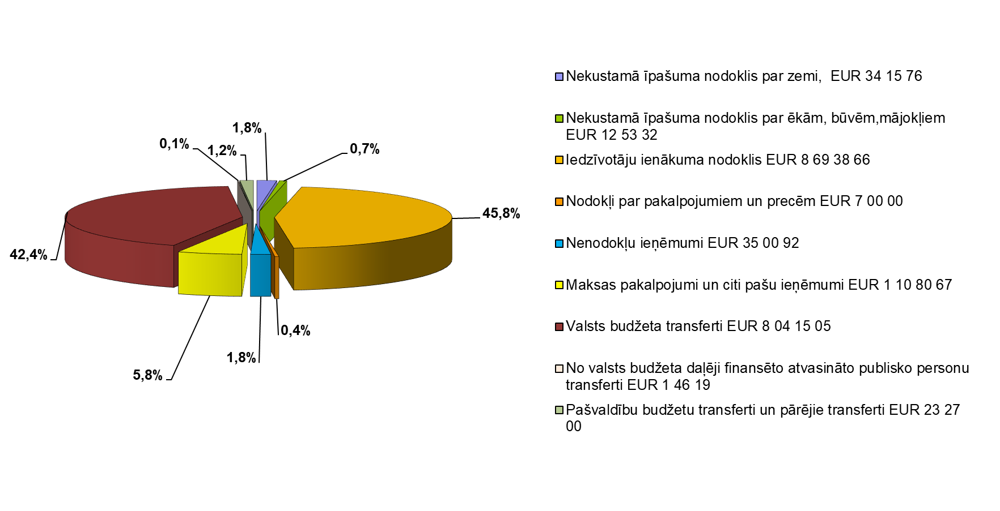 1,8%
0,1%
1,2%
0,7%
45,8%
42,4%
0,4%
1,8%
5,8%
Nekustamā īpašuma nodoklis par zemi,  EUR 34 15 76
Nekustamā īpašuma nodoklis par ēkām, būvēm,mājokļiem
EUR 12 53 32
Iedzīvotāju ienākuma nodoklis EUR 8 69 38 66
Nodokļi par pakalpojumiem un precēm EUR 7 00 00
Nenodokļu ieņēmumi EUR 35 00 92
Maksas pakalpojumi un citi pašu ieņēmumi EUR 1 10 80 67
Valsts budžeta transferti EUR 8 04 15 05
No valsts budžeta daļēji finansēto atvasināto publisko personu
transferti EUR 1 46 19
Pašvaldību budžetu transferti un pārējie transferti EUR 23 27
00